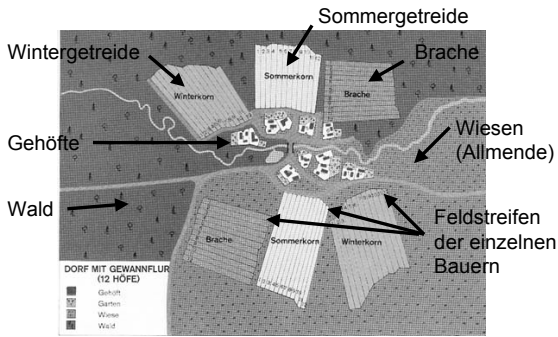 Sommergetreide
Wintergetreide
Brache
Sommerkorn
Winterkorn
Brache
Gehöfte
Wiesen
(Allmende)
Wald
Feldstreifen
der einzelnen
Bauern
Brache
Sommerkorn
Winterkorn
DORF MIT GEWANNFLUR
(12 HÖFE)
Gehöft
Garten
Wiese
Wald